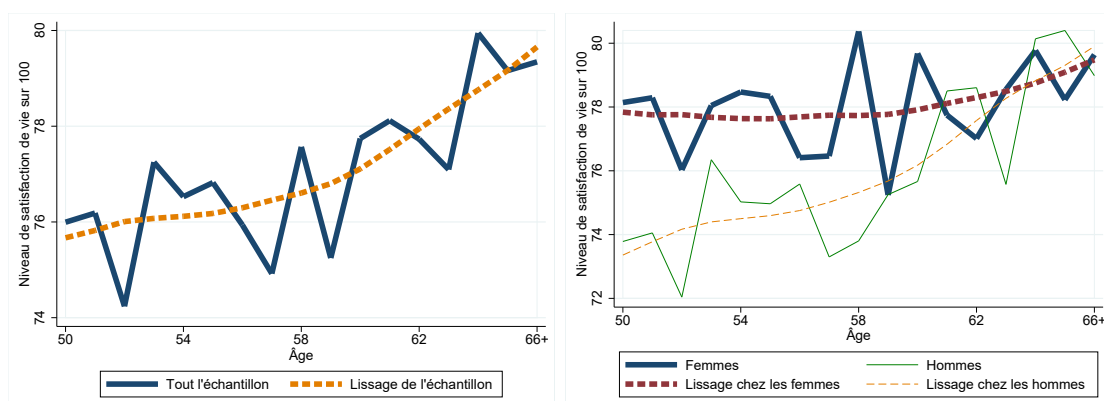 Niveau de satisfaction de vie sur 100
80
78
76
74
50
54
58
62
66+
Âge
Tout l'échantillon
Lissage de l'échantillon
Niveau de satisfaction de vie sur 100
80
78
76
74
72
50
54
58
62
66+
Âge
Femmes
Hommes
Lissage chez les femmes
Lissage chez les hommes